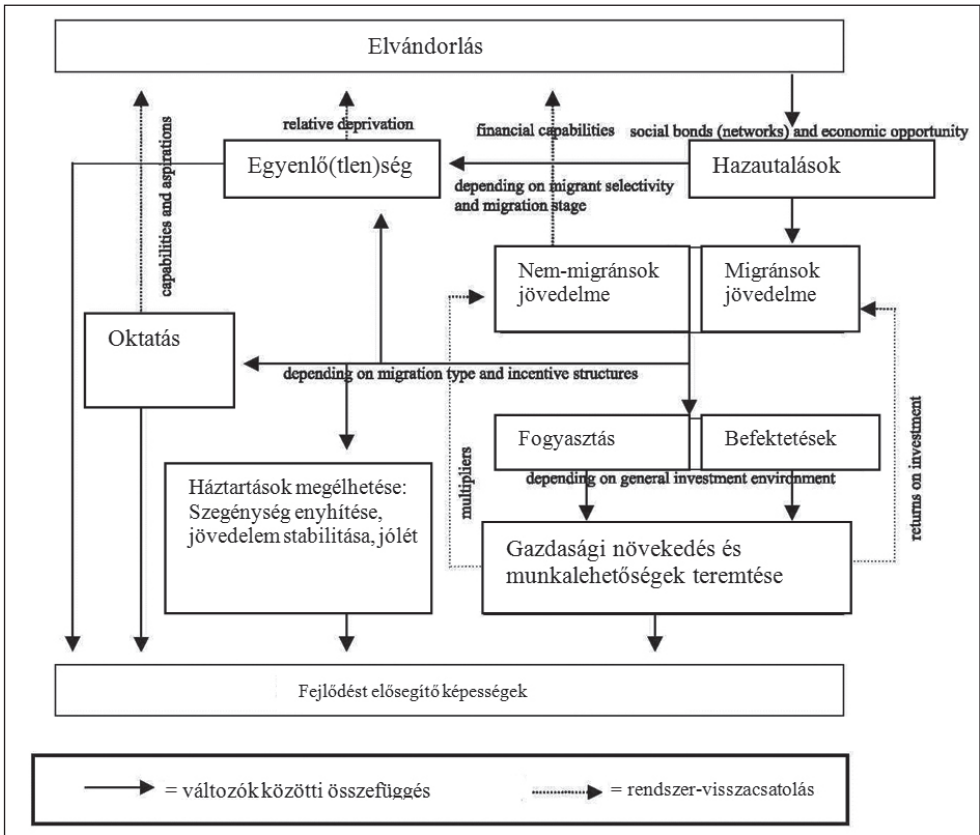 Elvándorlás
capabilities and aspirations
relative deprivation
financial capabilities
social bonds (networks) and economic opportunity
Egyenlő(tlen)ség
Hazautalások
depending on migrant selectivity
and migration stage
Nem-migránsok
jövedelme
Migránsok
jövedelme
Oktatás
depending on migration type and incentive structures
Fogyasztás
Befektetések
depending on general investment environment
multipliers
returns on investment
Háztartások megélhetése:
Szegénység enyhítése,
jövedelem stabilitása, jólét
Gazdasági növekedés és
munkalehetőségek teremtése
Fejlődést elősegítő képességek
= változók közötti összefüggés
= rendszer-visszacsatolás